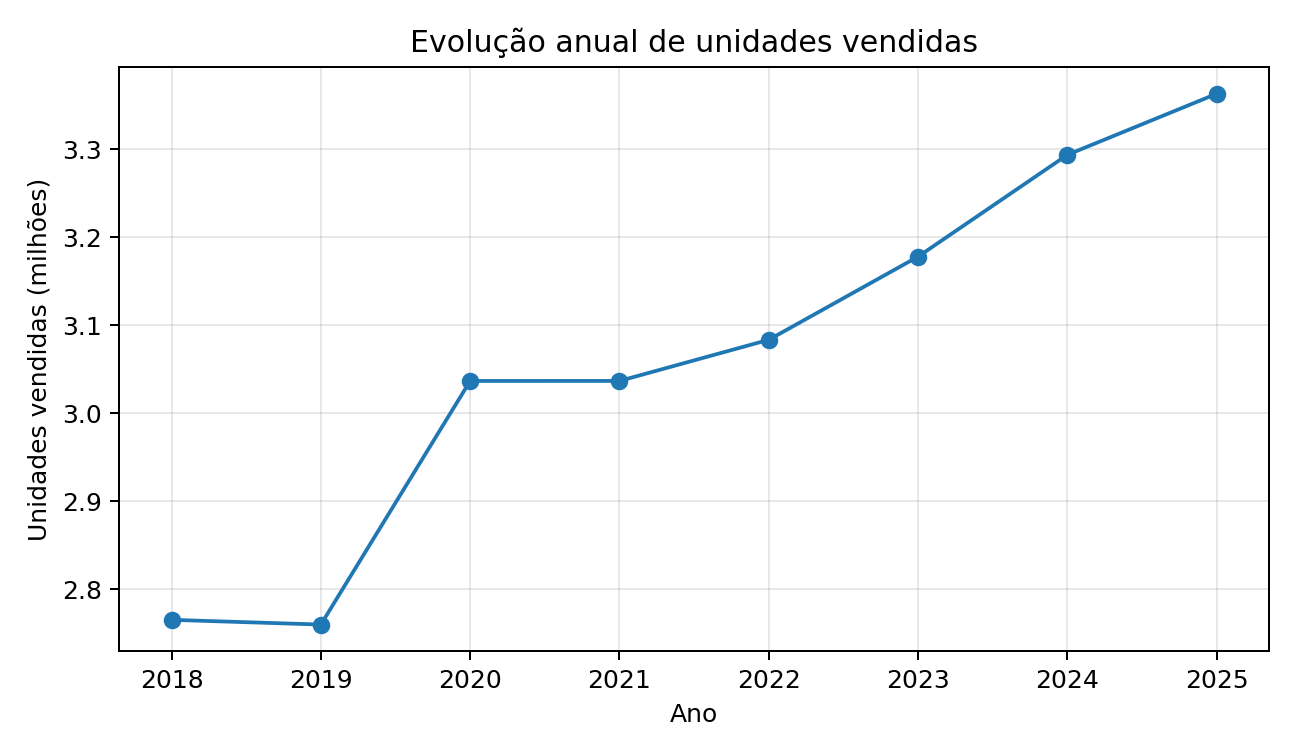 Evolução anual de unidades vendidas
Unidades vendidas (milhões)
3.3
3.2
3.1
3.0
2.9
2.8
2018 2019 2020 2021 2022 2023 2024 2025
Ano